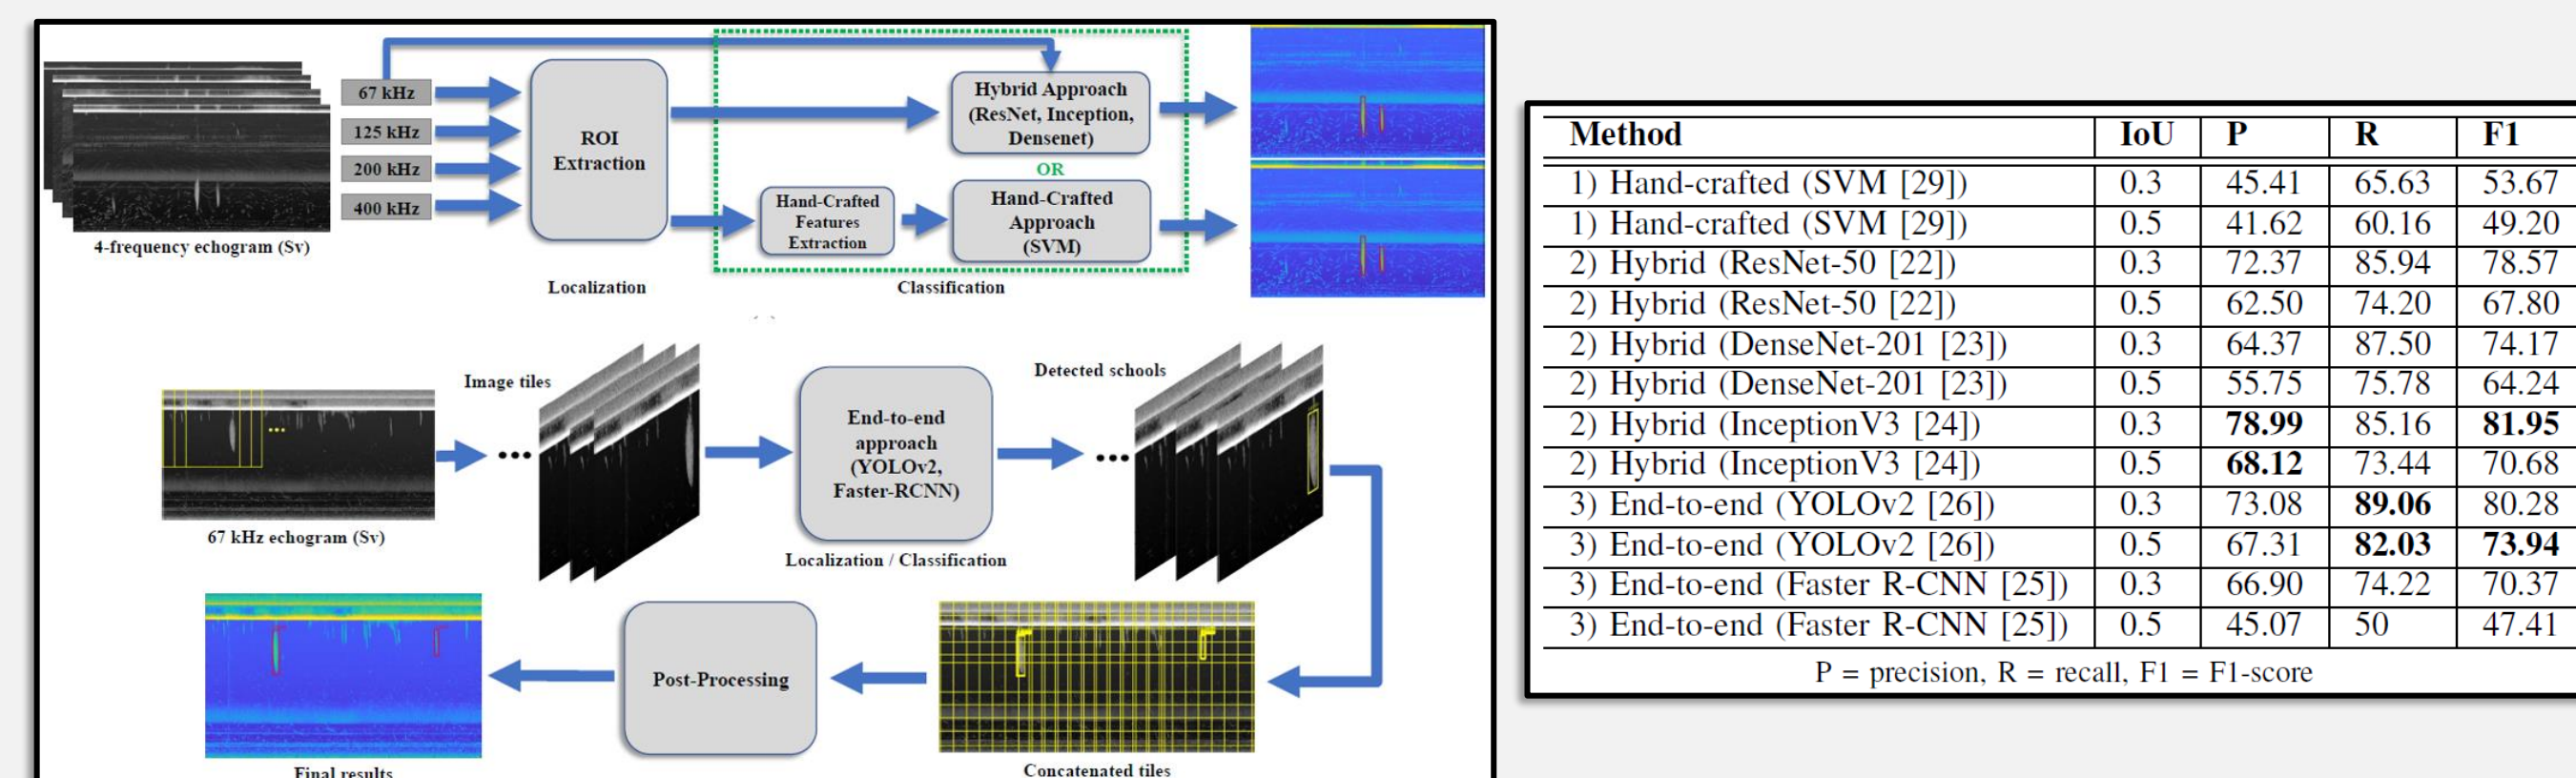 67 kHz
125 kHz
200 kHz
400 kHz
4-frequency echogram (Sv)
ROI
Extraction
Localization
Hybrid Approach
(ResNet, Inception,
Densenet)
OR
Hand-Crafted
Features
Extraction
Hand-Crafted
Approach
(SVM)
Classification
Image tiles
67 kHz echogram (Sv)
End-to-end
approach
(YOLOv2,
Faster-RCNN)
Localization / Classification
Detected schools
Concatenated tiles
Post-Processing
Final results
Method IoU P R F1
1) Hand-crafted (SVM [29]) 0.3 45.41 65.63 53.67
1) Hand-crafted (SVM [29]) 0.5 41.62 60.16 49.20
2) Hybrid (ResNet-50 [22]) 0.3 72.37 85.94 78.57
2) Hybrid (ResNet-50 [22]) 0.5 62.50 74.20 67.80
2) Hybrid (DenseNet-201 [23]) 0.3 64.37 87.50 74.17
2) Hybrid (DenseNet-201 [23]) 0.5 55.75 75.78 64.24
2) Hybrid (InceptionV3 [24]) 0.3 78.99 85.16 81.95
2) Hybrid (InceptionV3 [24]) 0.5 68.12 73.44 70.68
3) End-to-end (YOLOv2 [26]) 0.3 73.08 89.06 80.28
3) End-to-end (YOLOv2 [26]) 0.5 67.31 82.03 73.94
3) End-to-end (Faster R-CNN [25]) 0.3 66.90 74.22 70.37
3) End-to-end (Faster R-CNN [25]) 0.5 45.07 50 47.41
P = precision, R = recall, F1 = F1-score